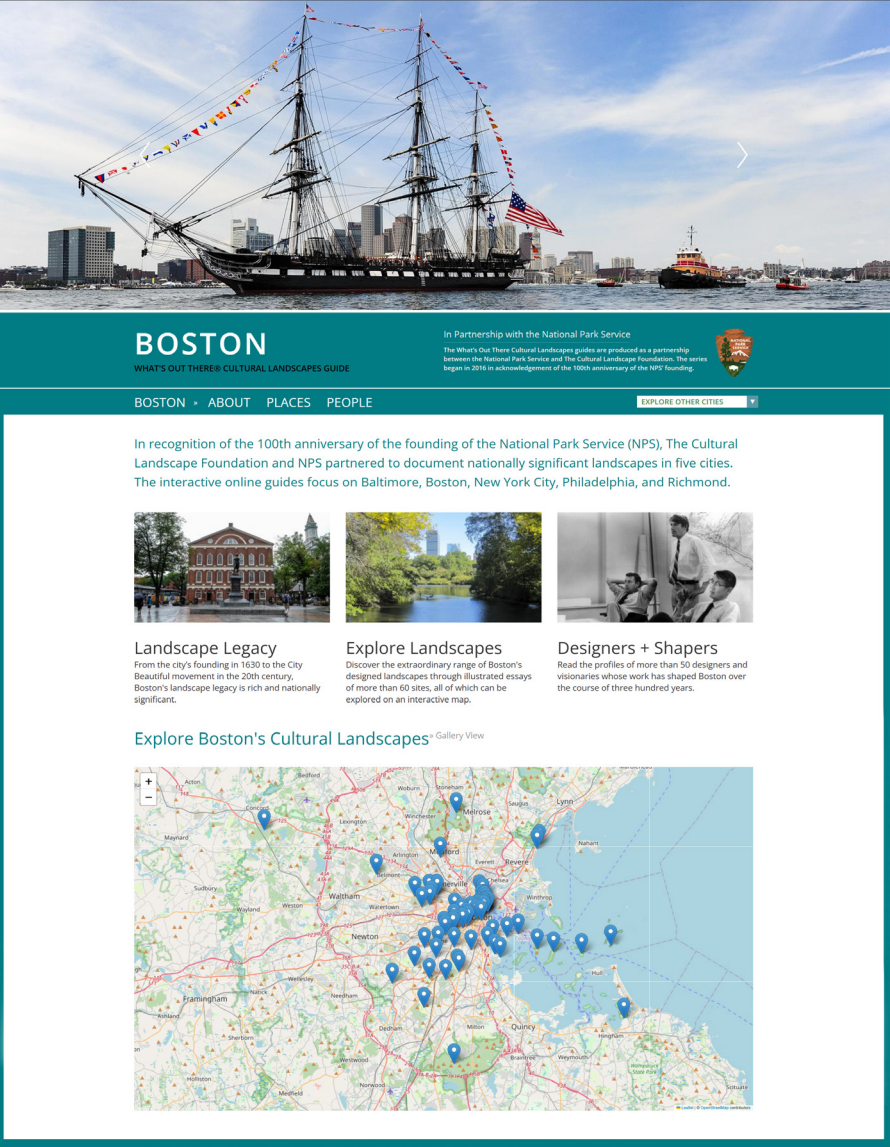 BOSTON
WHAT'S OUT THERE® CULTURAL LANDSCAPES GUIDE
In Partnership with the National Park Service
The What's Out There Cultural Landscapes guides are produced as a partnership
between the National Park Service and The Cultural Landscape Foundation. The series
began in 2016 in acknowledgement of the 100th anniversary of the NPS' founding.
NATIONAL
PARK
SERVICE
BOSTON » ABOUT PLACES PEOPLE
EXPLORE OTHER CITIES
In recognition of the 100th anniversary of the founding of the National Park Service (NPS), The Cultural
Landscape Foundation and NPS partnered to document nationally significant landscapes in five cities.
The interactive online guides focus on Baltimore, Boston, New York City, Philadelphia, and Richmond.
Landscape Legacy
From the city's founding in 1630 to the City
Beautiful movement in the 20th century,
Boston's landscape legacy is rich and nationally
significant.
Explore Landscapes
Discover the extraordinary range of Boston's
designed landscapes through illustrated essays
of more than 60 sites, all of which can be
explored on an interactive map.
Designers + Shapers
Read the profiles of more than 50 designers and
visionaries whose work has shaped Boston over
the course of three hundred years.
Explore Boston's Cultural Landscapes » Gallery View
+
−
Bedford
Acton
Woburn
Stoneham
Saugus
Lynn
Concord
Winchester
Melrose
Lexington
Maynard
Nahant
Arlington
Everett
Revere
Belmont
Sudbury
Waltham
Winthrop
Wayland
Weston
Watertown
Newton
Hull
Wellesley
Natick
Framingham
Needham
Ashland
Dedham
Milton
Quincy
Hingham
Sherborn
Westwood
Braintree
Weymouth
Wompatuck
State Park
Holliston
Norwood
Scituate
Medfield
Leaflet | © OpenStreetMap contributors